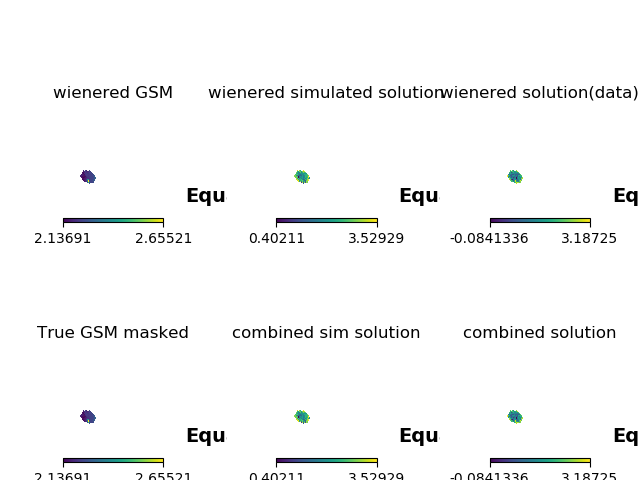 wienered GSM
wienered simulated solution
wienered solution(data)
Equ
Equ
Eq
2.13691 2.65521
0.40211 3.52929
-0.0841336 3.18725
True GSM masked
combined sim solution
combined solution
Equ
Equ
Eq
2.13691 2.65521
0.40211 3.52929
-0.0841336 3.18725